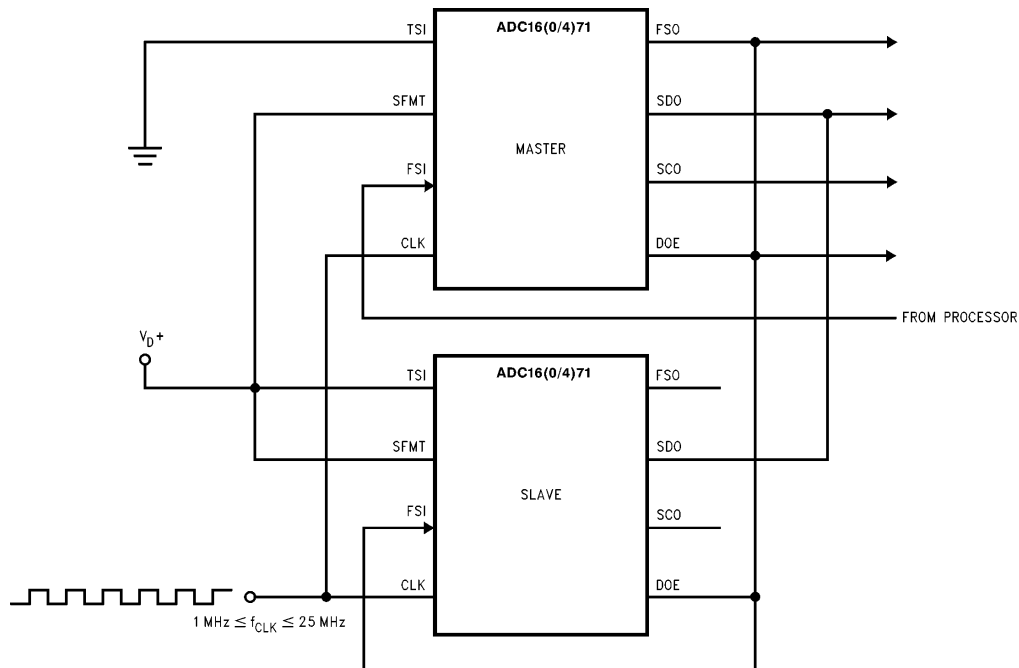 ADC16(0/4)71
TSI
FSO
SFMT
SDO
MASTER
FSI
SCO
CLK
DOE
FROM PROCESSOR
V_D+
ADC16(0/4)71
TSI
FSO
SFMT
SDO
SLAVE
FSI
SCO
CLK
DOE
1 MHz ≤ f_CLK ≤ 25 MHz